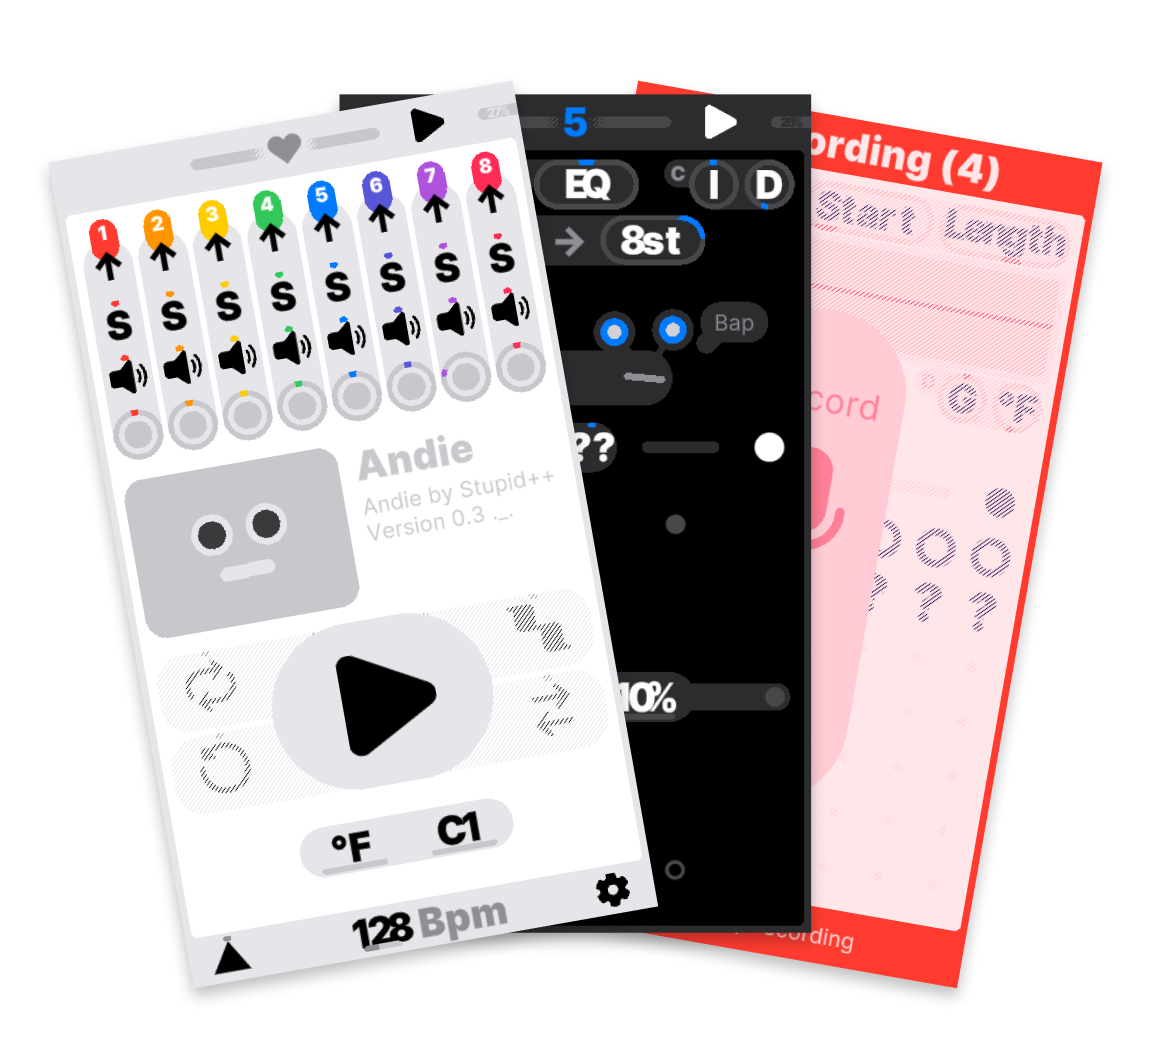 27%
1 2 3 4 5 6 7 8
S S S S S S S S
Andie
Andie by Stupid++
Version 0.3 ._.
°F C1
128 Bpm
5
EQ C I D
8st
Bap
??
10%
ording (4)
Start Length
G °F
cord
? ? ?
cording